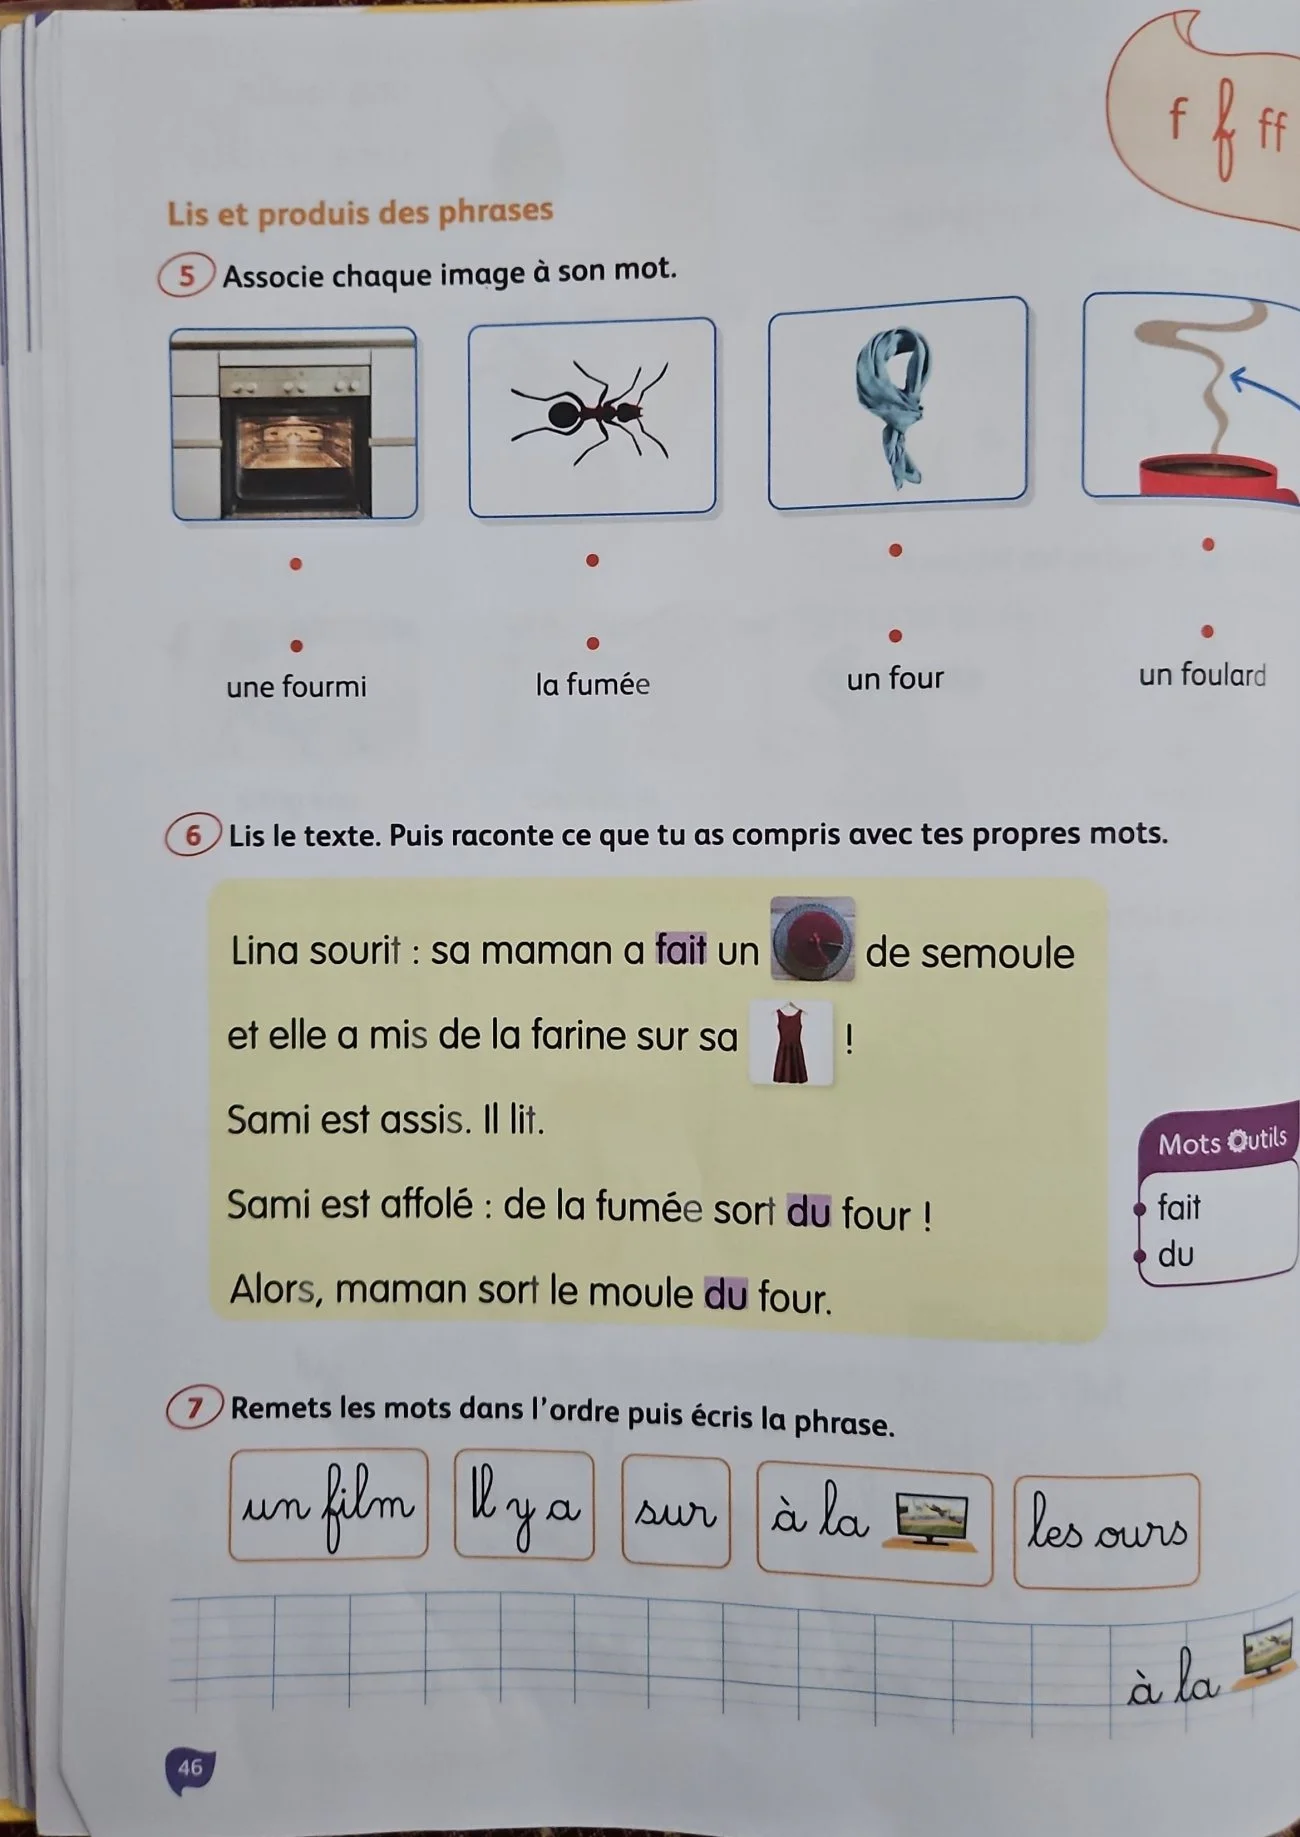 f f ff
Lis et produis des phrases
5 Associe chaque image à son mot.
une fourmi la fumée un four un foulard
6 Lis le texte. Puis raconte ce que tu as compris avec tes propres mots.
Lina sourit : sa maman a fait un de semoule
et elle a mis de la farine sur sa !
Sami est assis. Il lit.
Sami est affolé : de la fumée sort du four !
Alors, maman sort le moule du four.
Mots Outils
fait
du
7 Remets les mots dans l'ordre puis écris la phrase.
un film Il y a sur à la les ours
à la
46